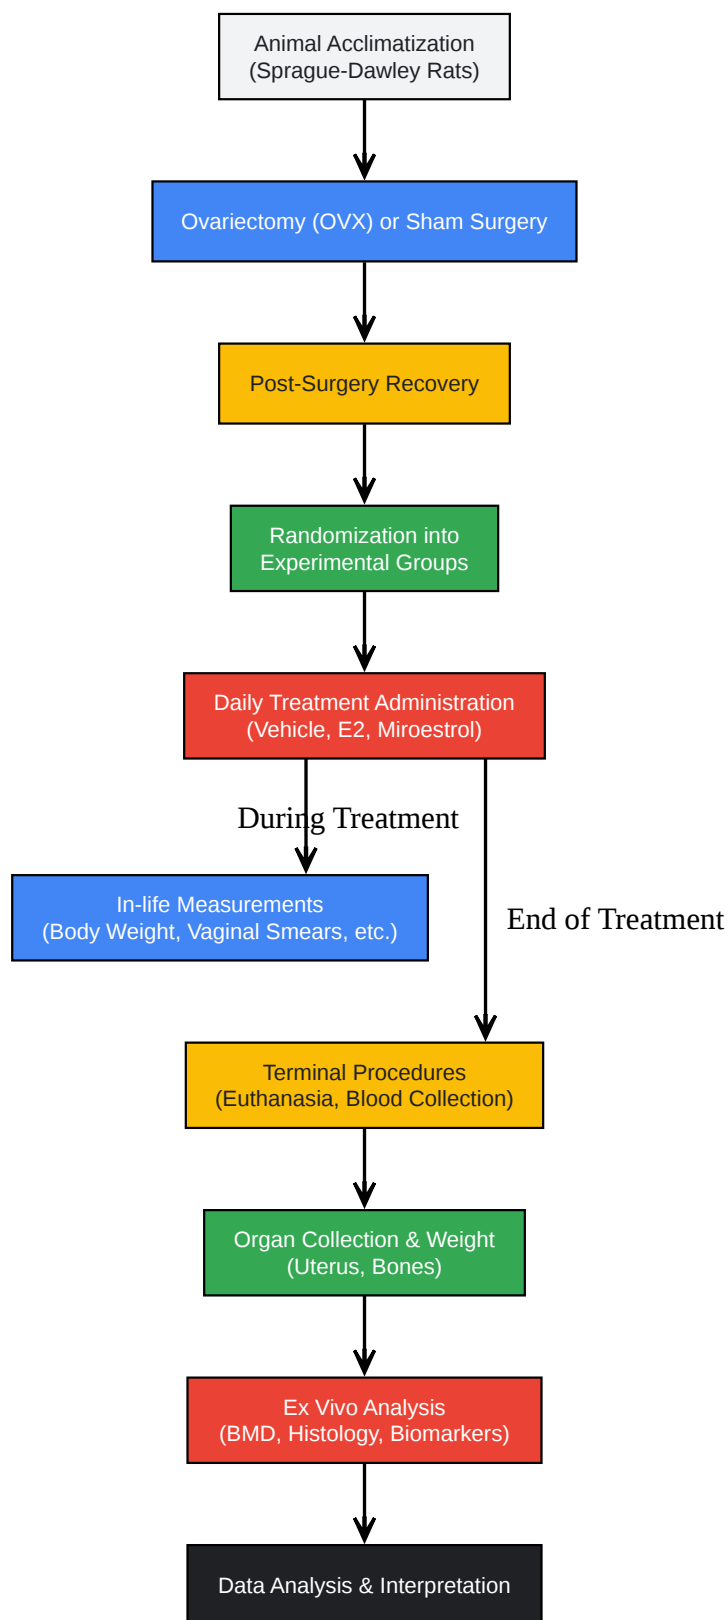 Animal Acclimatization
(Sprague-Dawley Rats)
Ovariectomy (OVX) or Sham Surgery
Post-Surgery Recovery
Randomization into
Experimental Groups
Daily Treatment Administration
(Vehicle, E2, Miroestrol)
During Treatment
In-life Measurements
(Body Weight, Vaginal Smears, etc.)
End of Treatment
Terminal Procedures
(Euthanasia, Blood Collection)
Organ Collection & Weight
(Uterus, Bones)
Ex Vivo Analysis
(BMD, Histology, Biomarkers)
Data Analysis & Interpretation